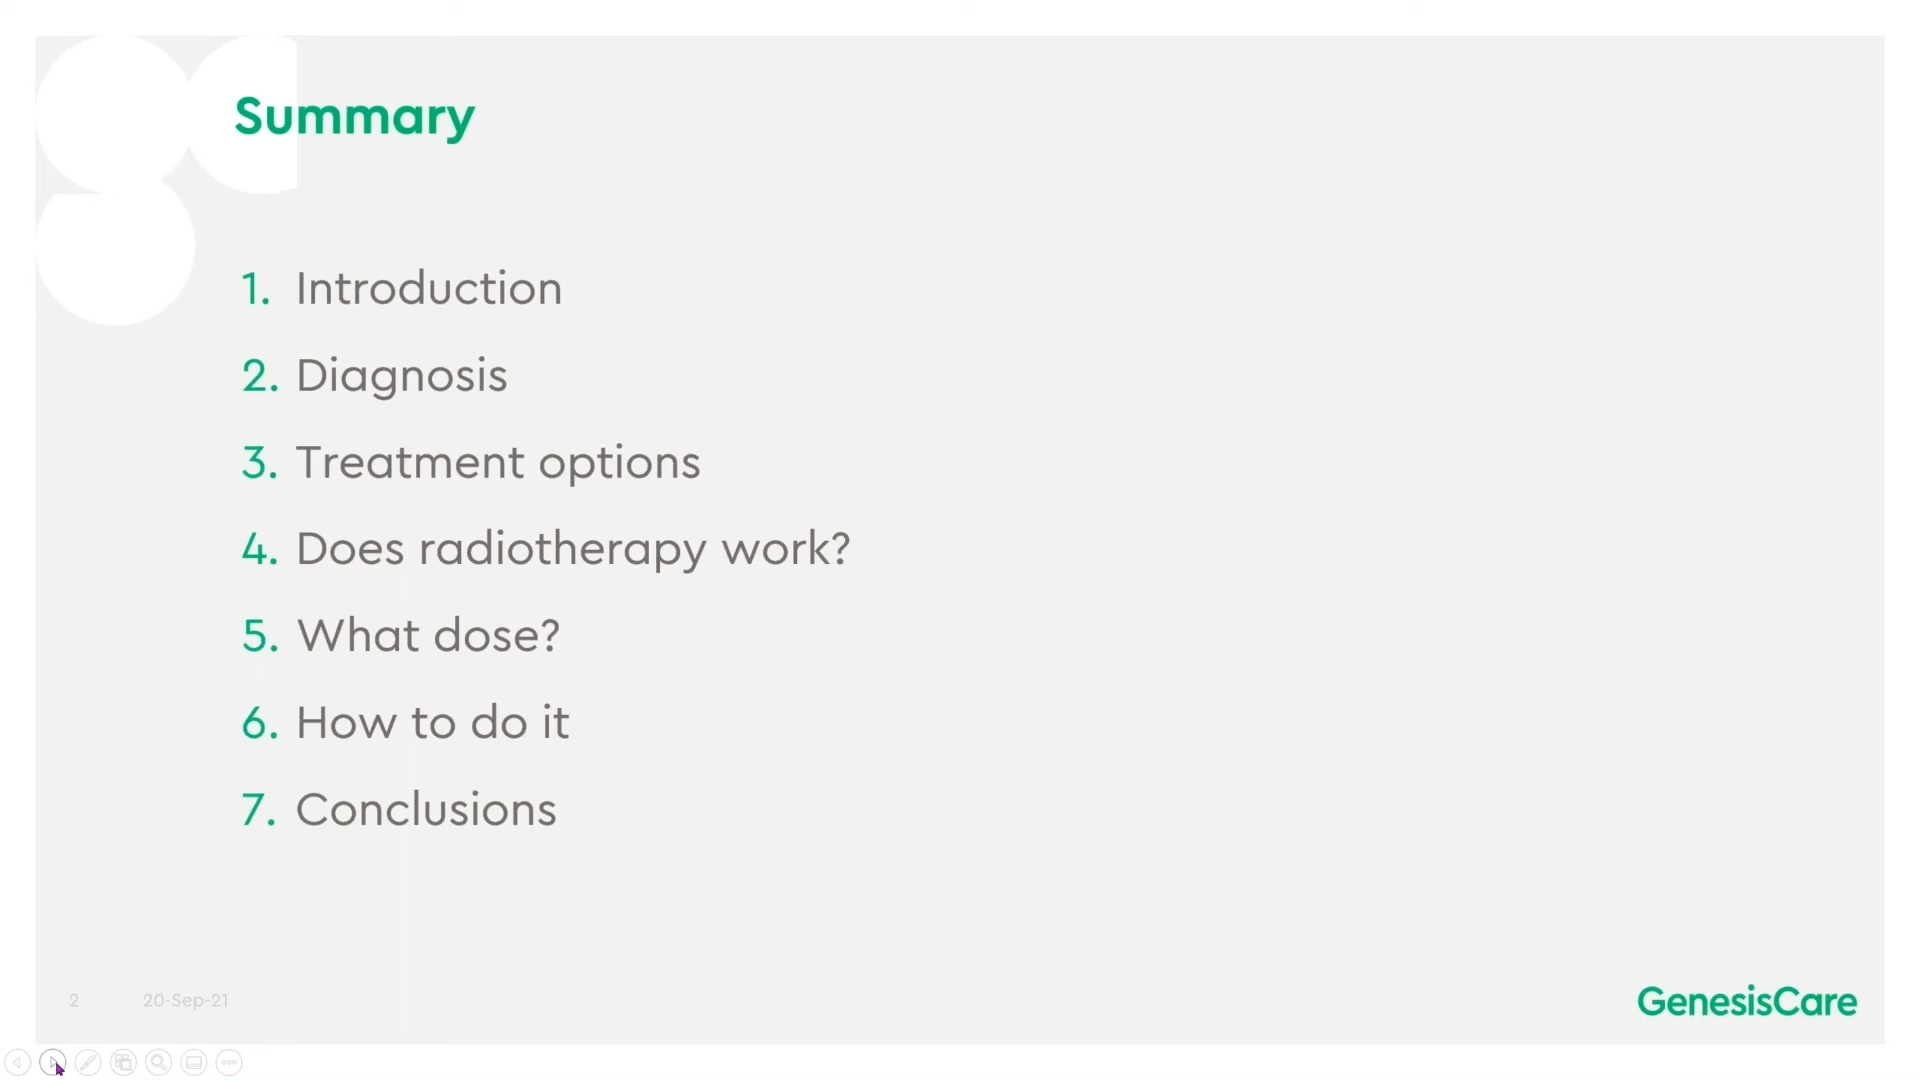 Summary
1. Introduction
2. Diagnosis
3. Treatment options
4. Does radiotherapy work?
5. What dose?
6. How to do it
7. Conclusions
2 20-Sep-21
GenesisCare